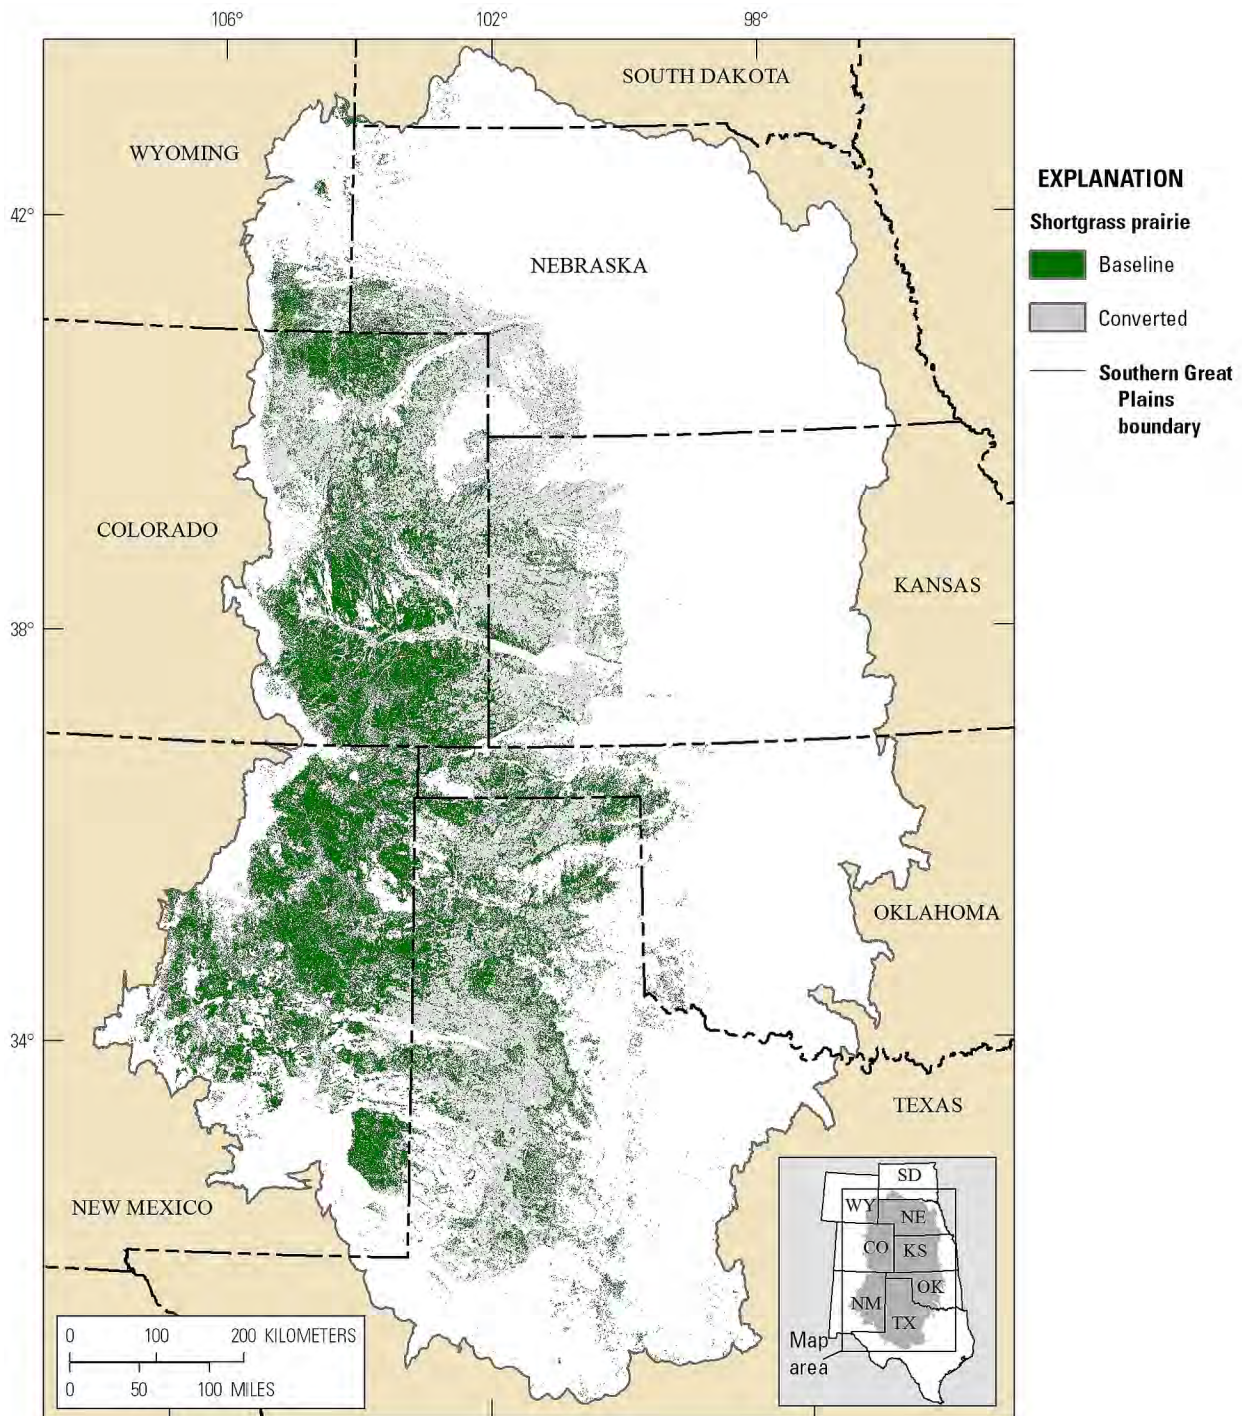 106°
102°
98°
SOUTH DAKOTA
WYOMING
42°
NEBRASKA
EXPLANATION
Shortgrass prairie
Baseline
Converted
Southern Great
Plains
boundary
COLORADO
KANSAS
38°
OKLAHOMA
34°
TEXAS
NEW MEXICO
0 100 200 KILOMETERS
0 50 100 MILES
SD
WY
NE
CO
KS
OK
NM
TX
Map
area